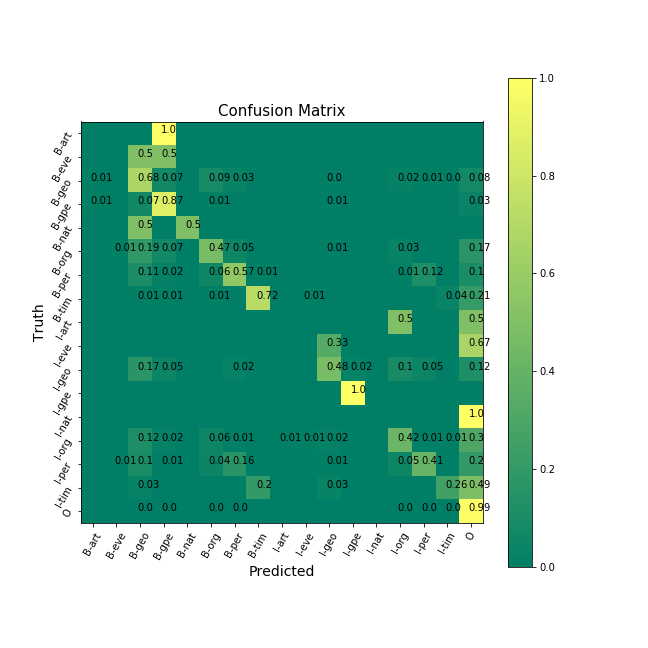 Confusion Matrix
Truth
B-art 1.0
B-eve 0.5 0.5
B-geo 0.01 0.68 0.07 0.09 0.03 0.0 0.02 0.01 0.0 0.08
B-gpe 0.01 0.07 0.87 0.01 0.01 0.03
B-nat 0.5 0.5
B-org 0.01 0.19 0.07 0.47 0.05 0.01 0.03 0.17
B-per 0.11 0.02 0.06 0.57 0.01 0.01 0.12 0.1
B-tim 0.01 0.01 0.01 0.72 0.01 0.04 0.21
I-art 0.5 0.5
I-eve 0.33 0.67
I-geo 0.17 0.05 0.02 0.48 0.02 0.1 0.05 0.12
I-gpe 1.0
I-nat 1.0
I-org 0.12 0.02 0.06 0.01 0.01 0.01 0.02 0.42 0.01 0.01 0.3
I-per 0.01 0.1 0.01 0.04 0.16 0.01 0.05 0.41 0.2
I-tim 0.03 0.2 0.03 0.26 0.49
O 0.0 0.0 0.0 0.0 0.0 0.0 0.0 0.99
B-art B-eve B-geo B-gpe B-nat B-org B-per B-tim I-art I-eve I-geo I-gpe I-nat I-org I-per I-tim O
Predicted
1.0
0.8
0.6
0.4
0.2
0.0